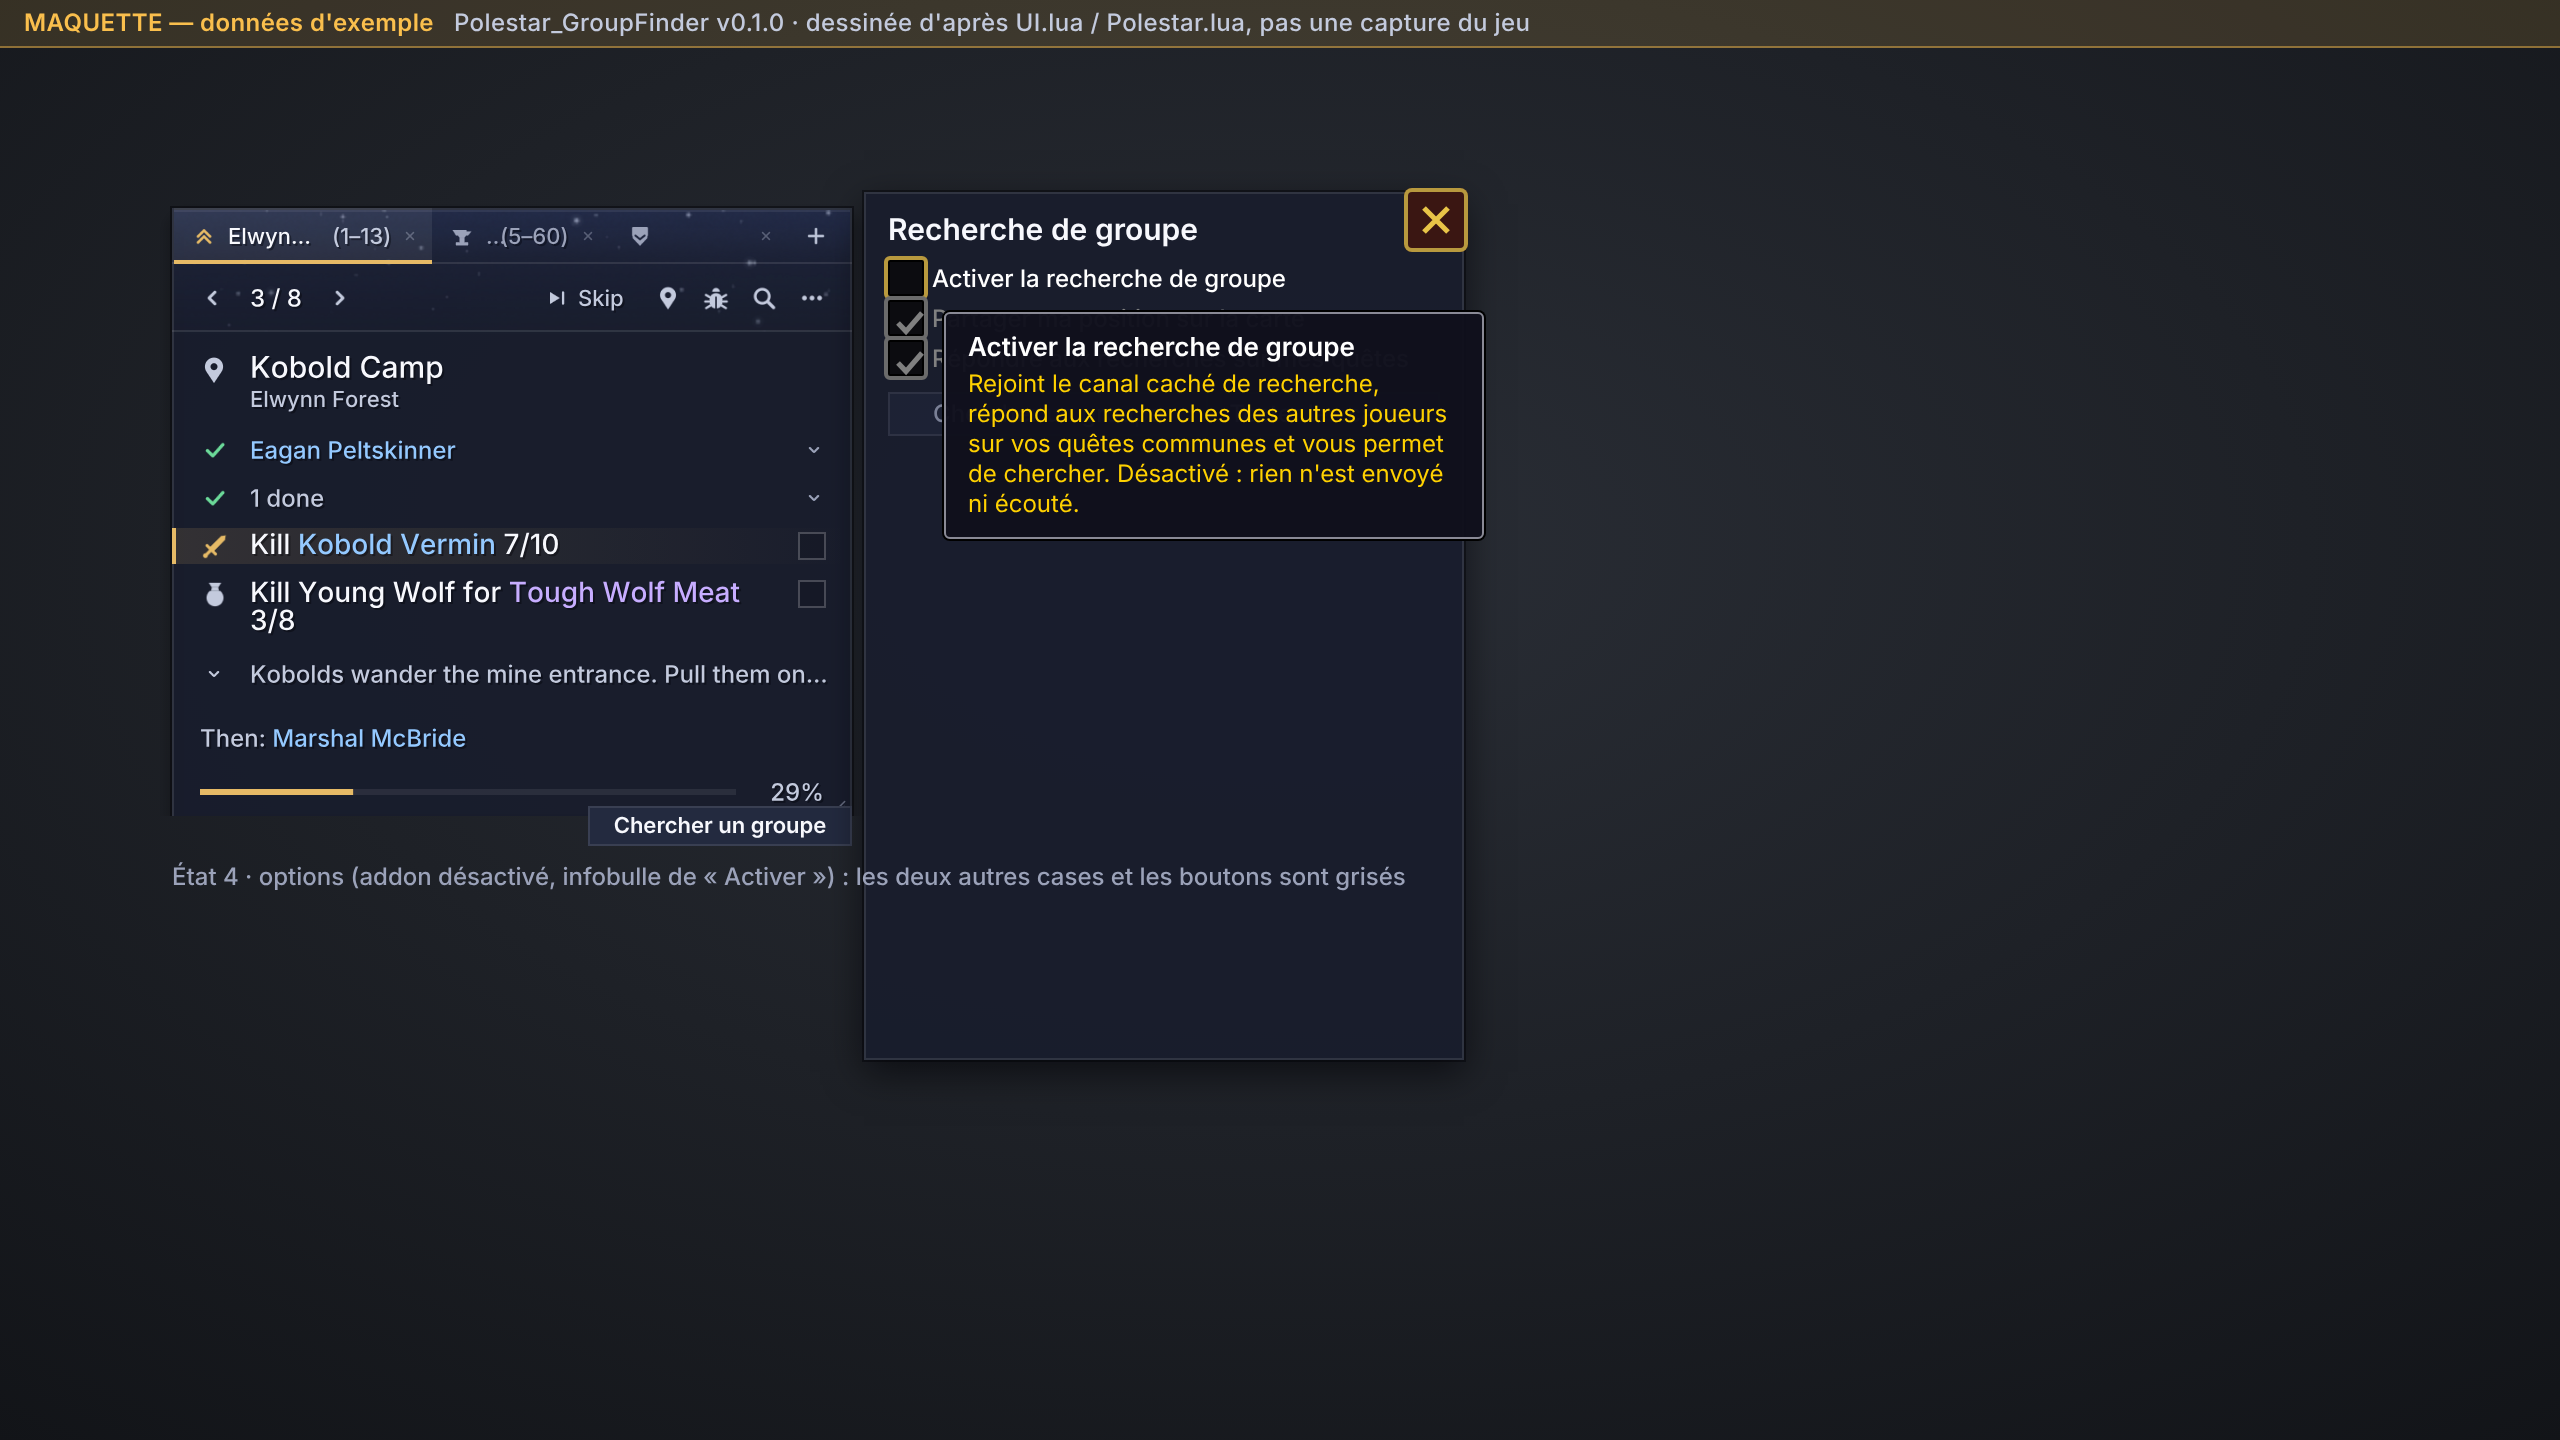 MAQUETTE — données d'exemple Polestar_GroupFinder v0.1.0 · dessinée d'après UI.lua / Polestar.lua, pas une capture du jeu
Elwyn... (1–13) × ...(5–60) × × +
3 / 8 Skip
Kobold Camp
Elwynn Forest
Eagan Peltskinner
1 done
Kill Kobold Vermin 7/10
Kill Young Wolf for Tough Wolf Meat
3/8
Kobolds wander the mine entrance. Pull them on...
Then: Marshal McBride
29%
Chercher un groupe
Recherche de groupe
Activer la recherche de groupe
Activer la recherche de groupe
Rejoint le canal caché de recherche,
répond aux recherches des autres joueurs
sur vos quêtes communes et vous permet
de chercher. Désactivé : rien n'est envoyé
ni écouté.
État 4 · options (addon désactivé, infobulle de « Activer ») : les deux autres cases et les boutons sont grisés